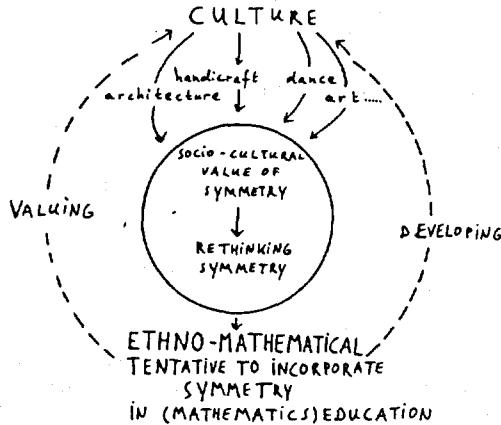 CULTURE
handicraft dance
architecture art.....
SOCIO-CULTURAL
VALUE OF
SYMMETRY
VALUING
DEVELOPING
RETHINKING
SYMMETRY
ETHNO-MATHEMATICAL
TENTATIVE TO INCORPORATE
SYMMETRY
IN (MATHEMATICS) EDUCATION